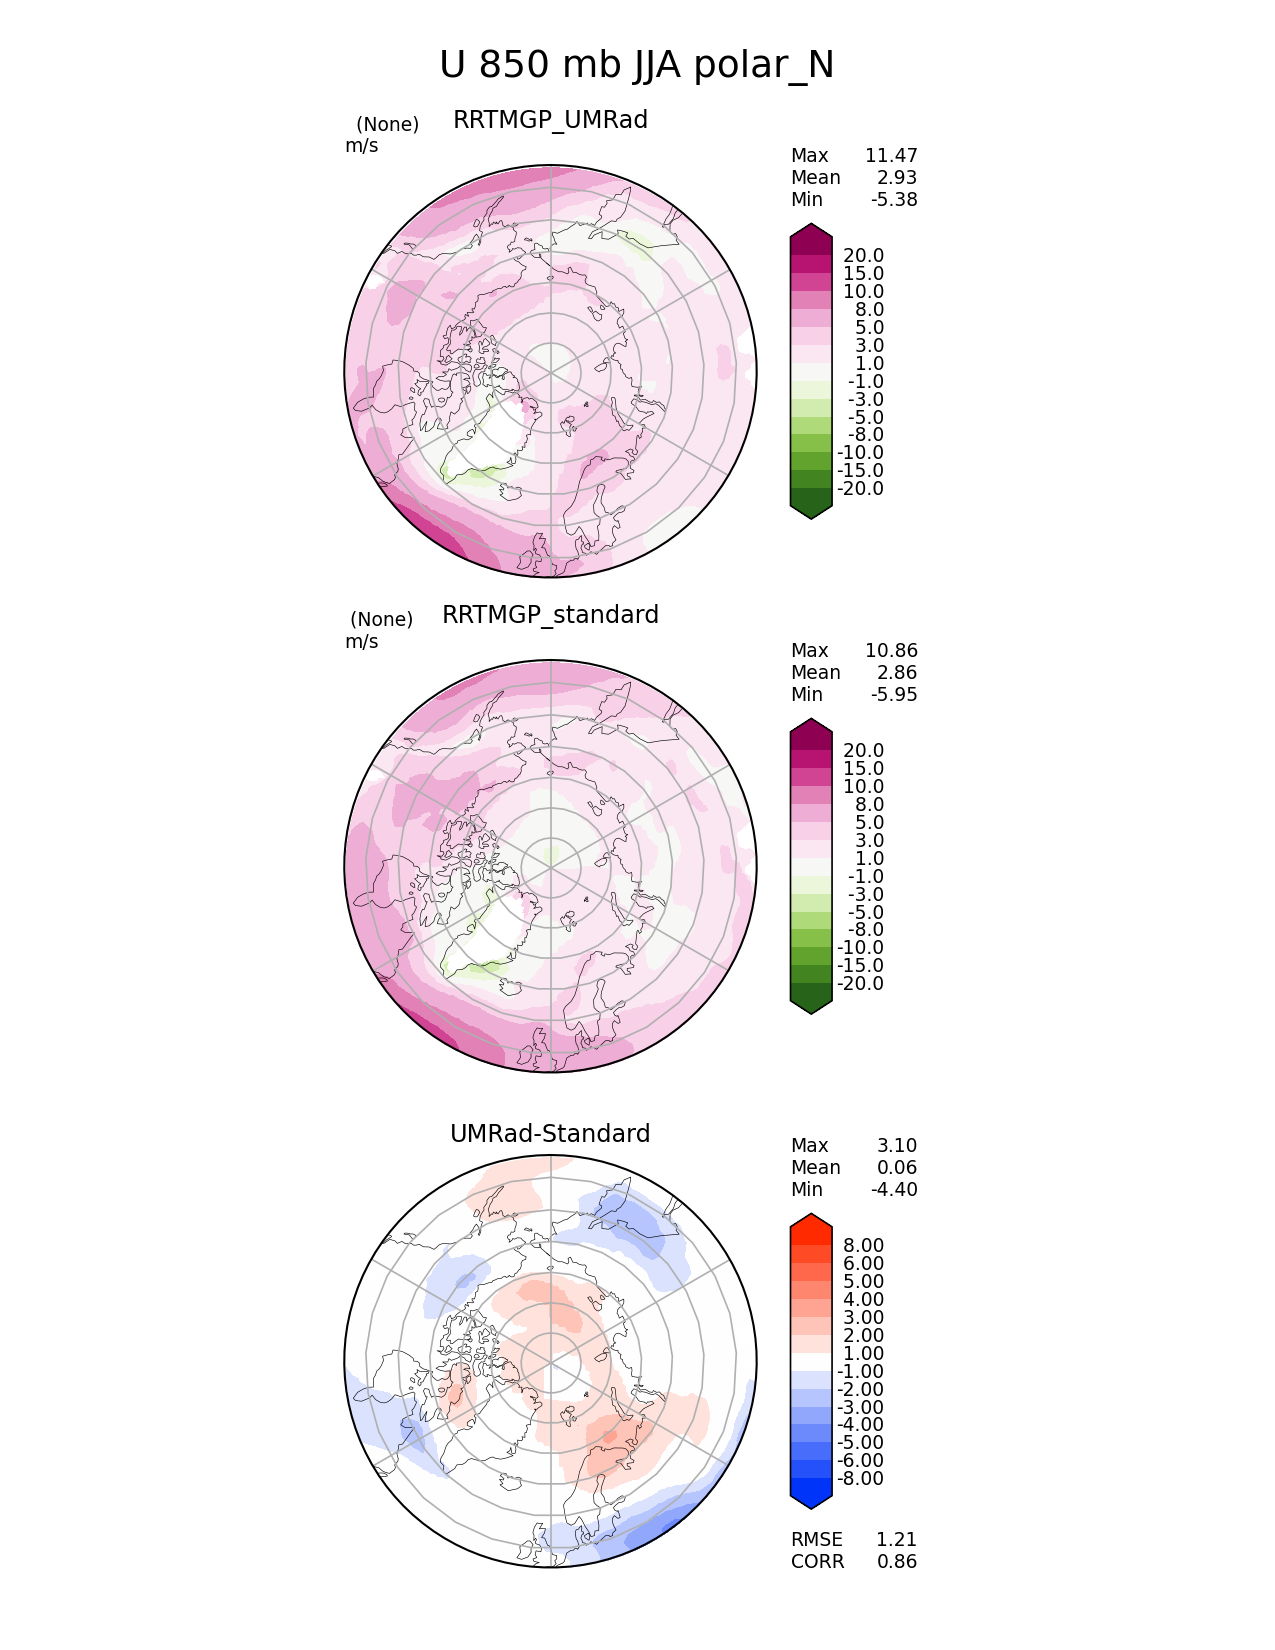 U 850 mb JJA polar_N
(None)
RRTMGP_UMRad
m/s
Max 11.47
Mean 2.93
Min -5.38
20.0
15.0
10.0
8.0
5.0
3.0
1.0
-1.0
-3.0
-5.0
-8.0
-10.0
-15.0
-20.0
(None)
RRTMGP_standard
m/s
Max 10.86
Mean 2.86
Min -5.95
20.0
15.0
10.0
8.0
5.0
3.0
1.0
-1.0
-3.0
-5.0
-8.0
-10.0
-15.0
-20.0
UMRad-Standard
Max 3.10
Mean 0.06
Min -4.40
8.00
6.00
5.00
4.00
3.00
2.00
1.00
-1.00
-2.00
-3.00
-4.00
-5.00
-6.00
-8.00
RMSE 1.21
CORR 0.86